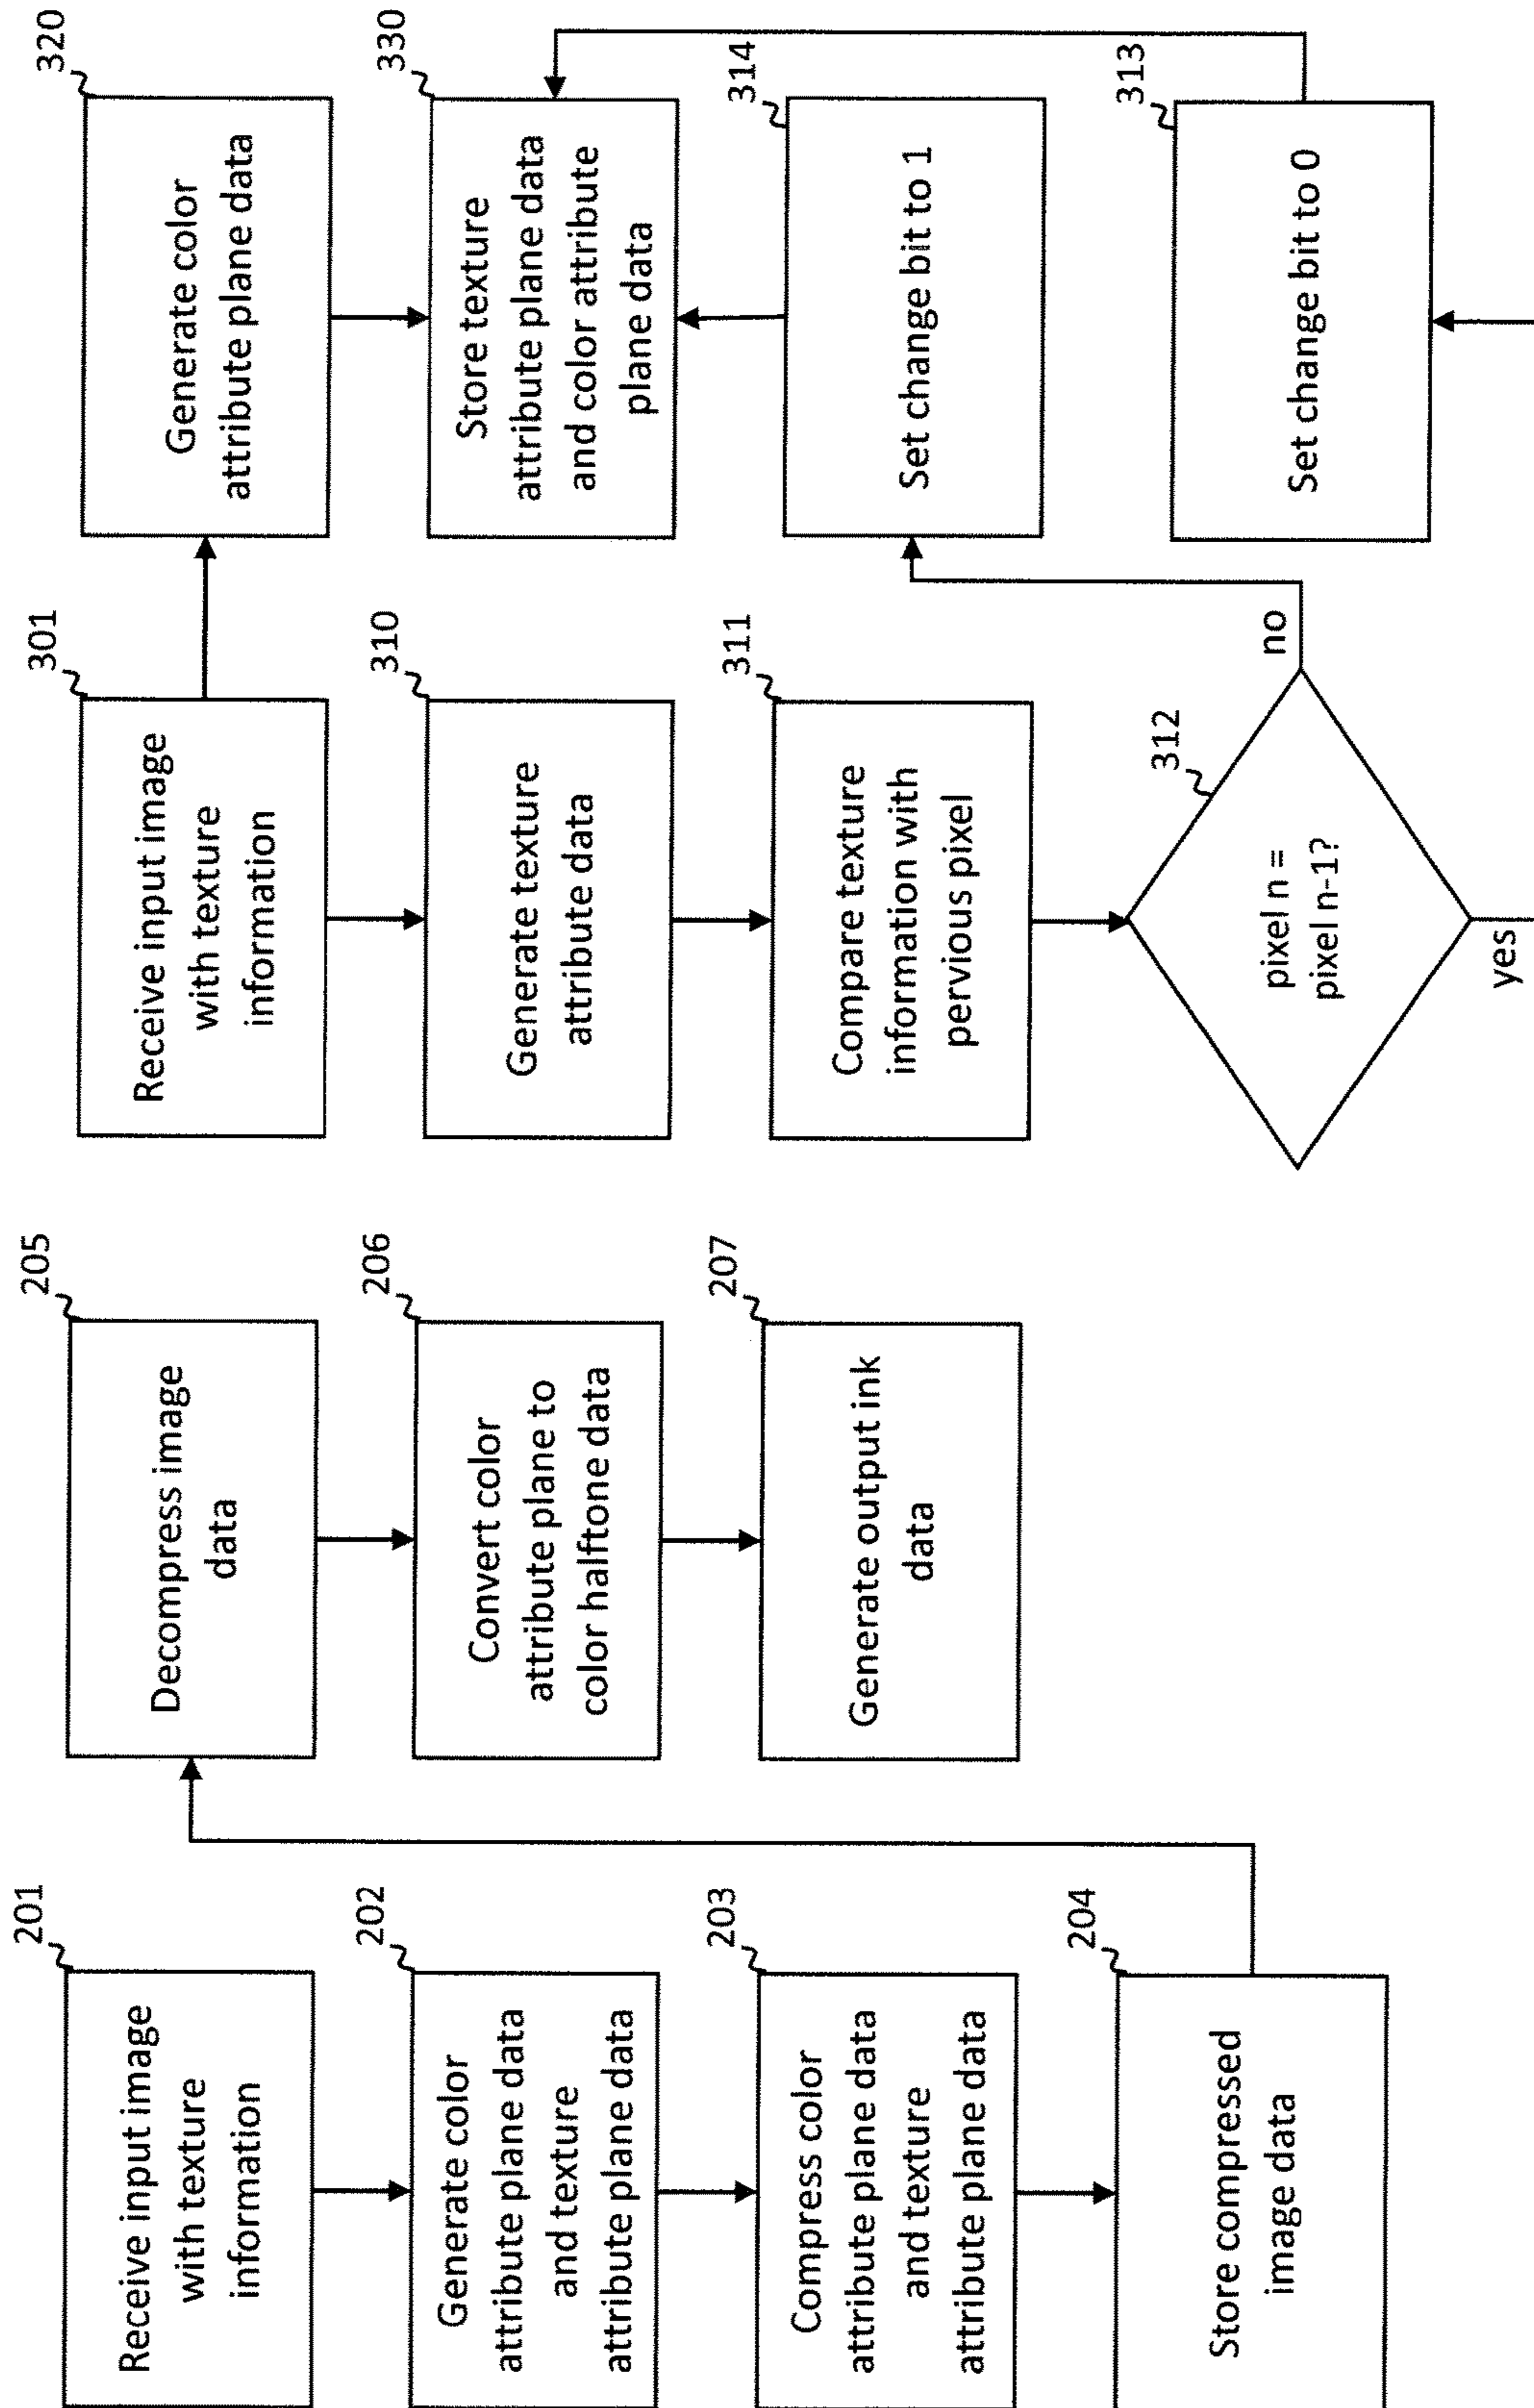 201
Receive input image
with texture
information
202
Generate color
attribute plane data
and texture
attribute plane data
203
Compress color
attribute plane data
and texture
attribute plane data
204
Store compressed
image data
205
Decompress image
data
206
Convert color
attribute plane to
color halftone data
207
Generate output ink
data
301
Receive input image
with texture
information
310
Generate texture
attribute data
311
Compare texture
information with
pervious pixel
312
pixel n =
pixel n-1?
no
yes
320
Generate color
attribute plane data
330
Store texture
attribute plane data
and color attribute
plane data
314
Set change bit to 1
313
Set change bit to 0